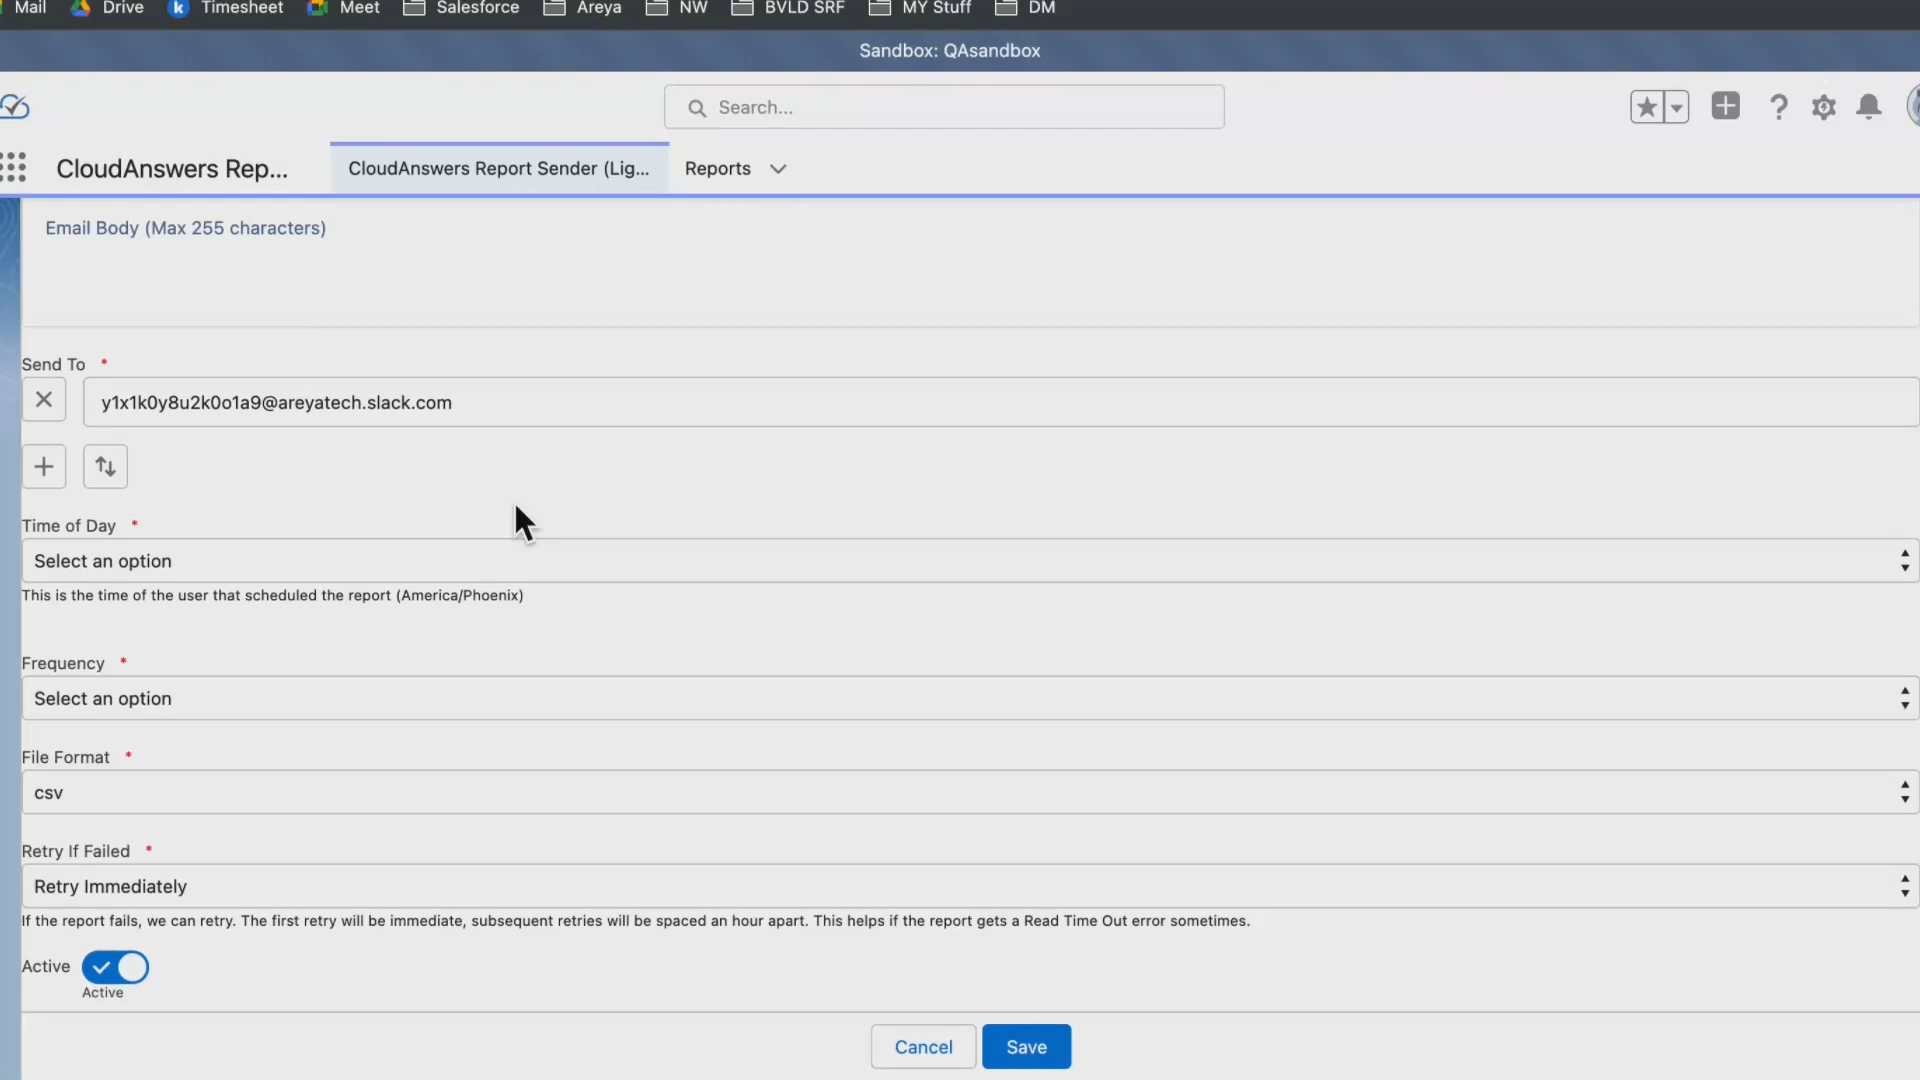 Mail Drive Timesheet Meet Salesforce Areya NW BVLD SRF MY Stuff DM
Sandbox: QAsandbox
Search...
CloudAnswers Rep... CloudAnswers Report Sender (Lig... Reports
Email Body (Max 255 characters)
Send To *
y1x1k0y8u2k0o1a9@areyatech.slack.com
Time of Day *
Select an option
This is the time of the user that scheduled the report (America/Phoenix)
Frequency *
Select an option
File Format *
csv
Retry If Failed *
Retry Immediately
If the report fails, we can retry. The first retry will be immediate, subsequent retries will be spaced an hour apart. This helps if the report gets a Read Time Out error sometimes.
Active
Active
Cancel Save